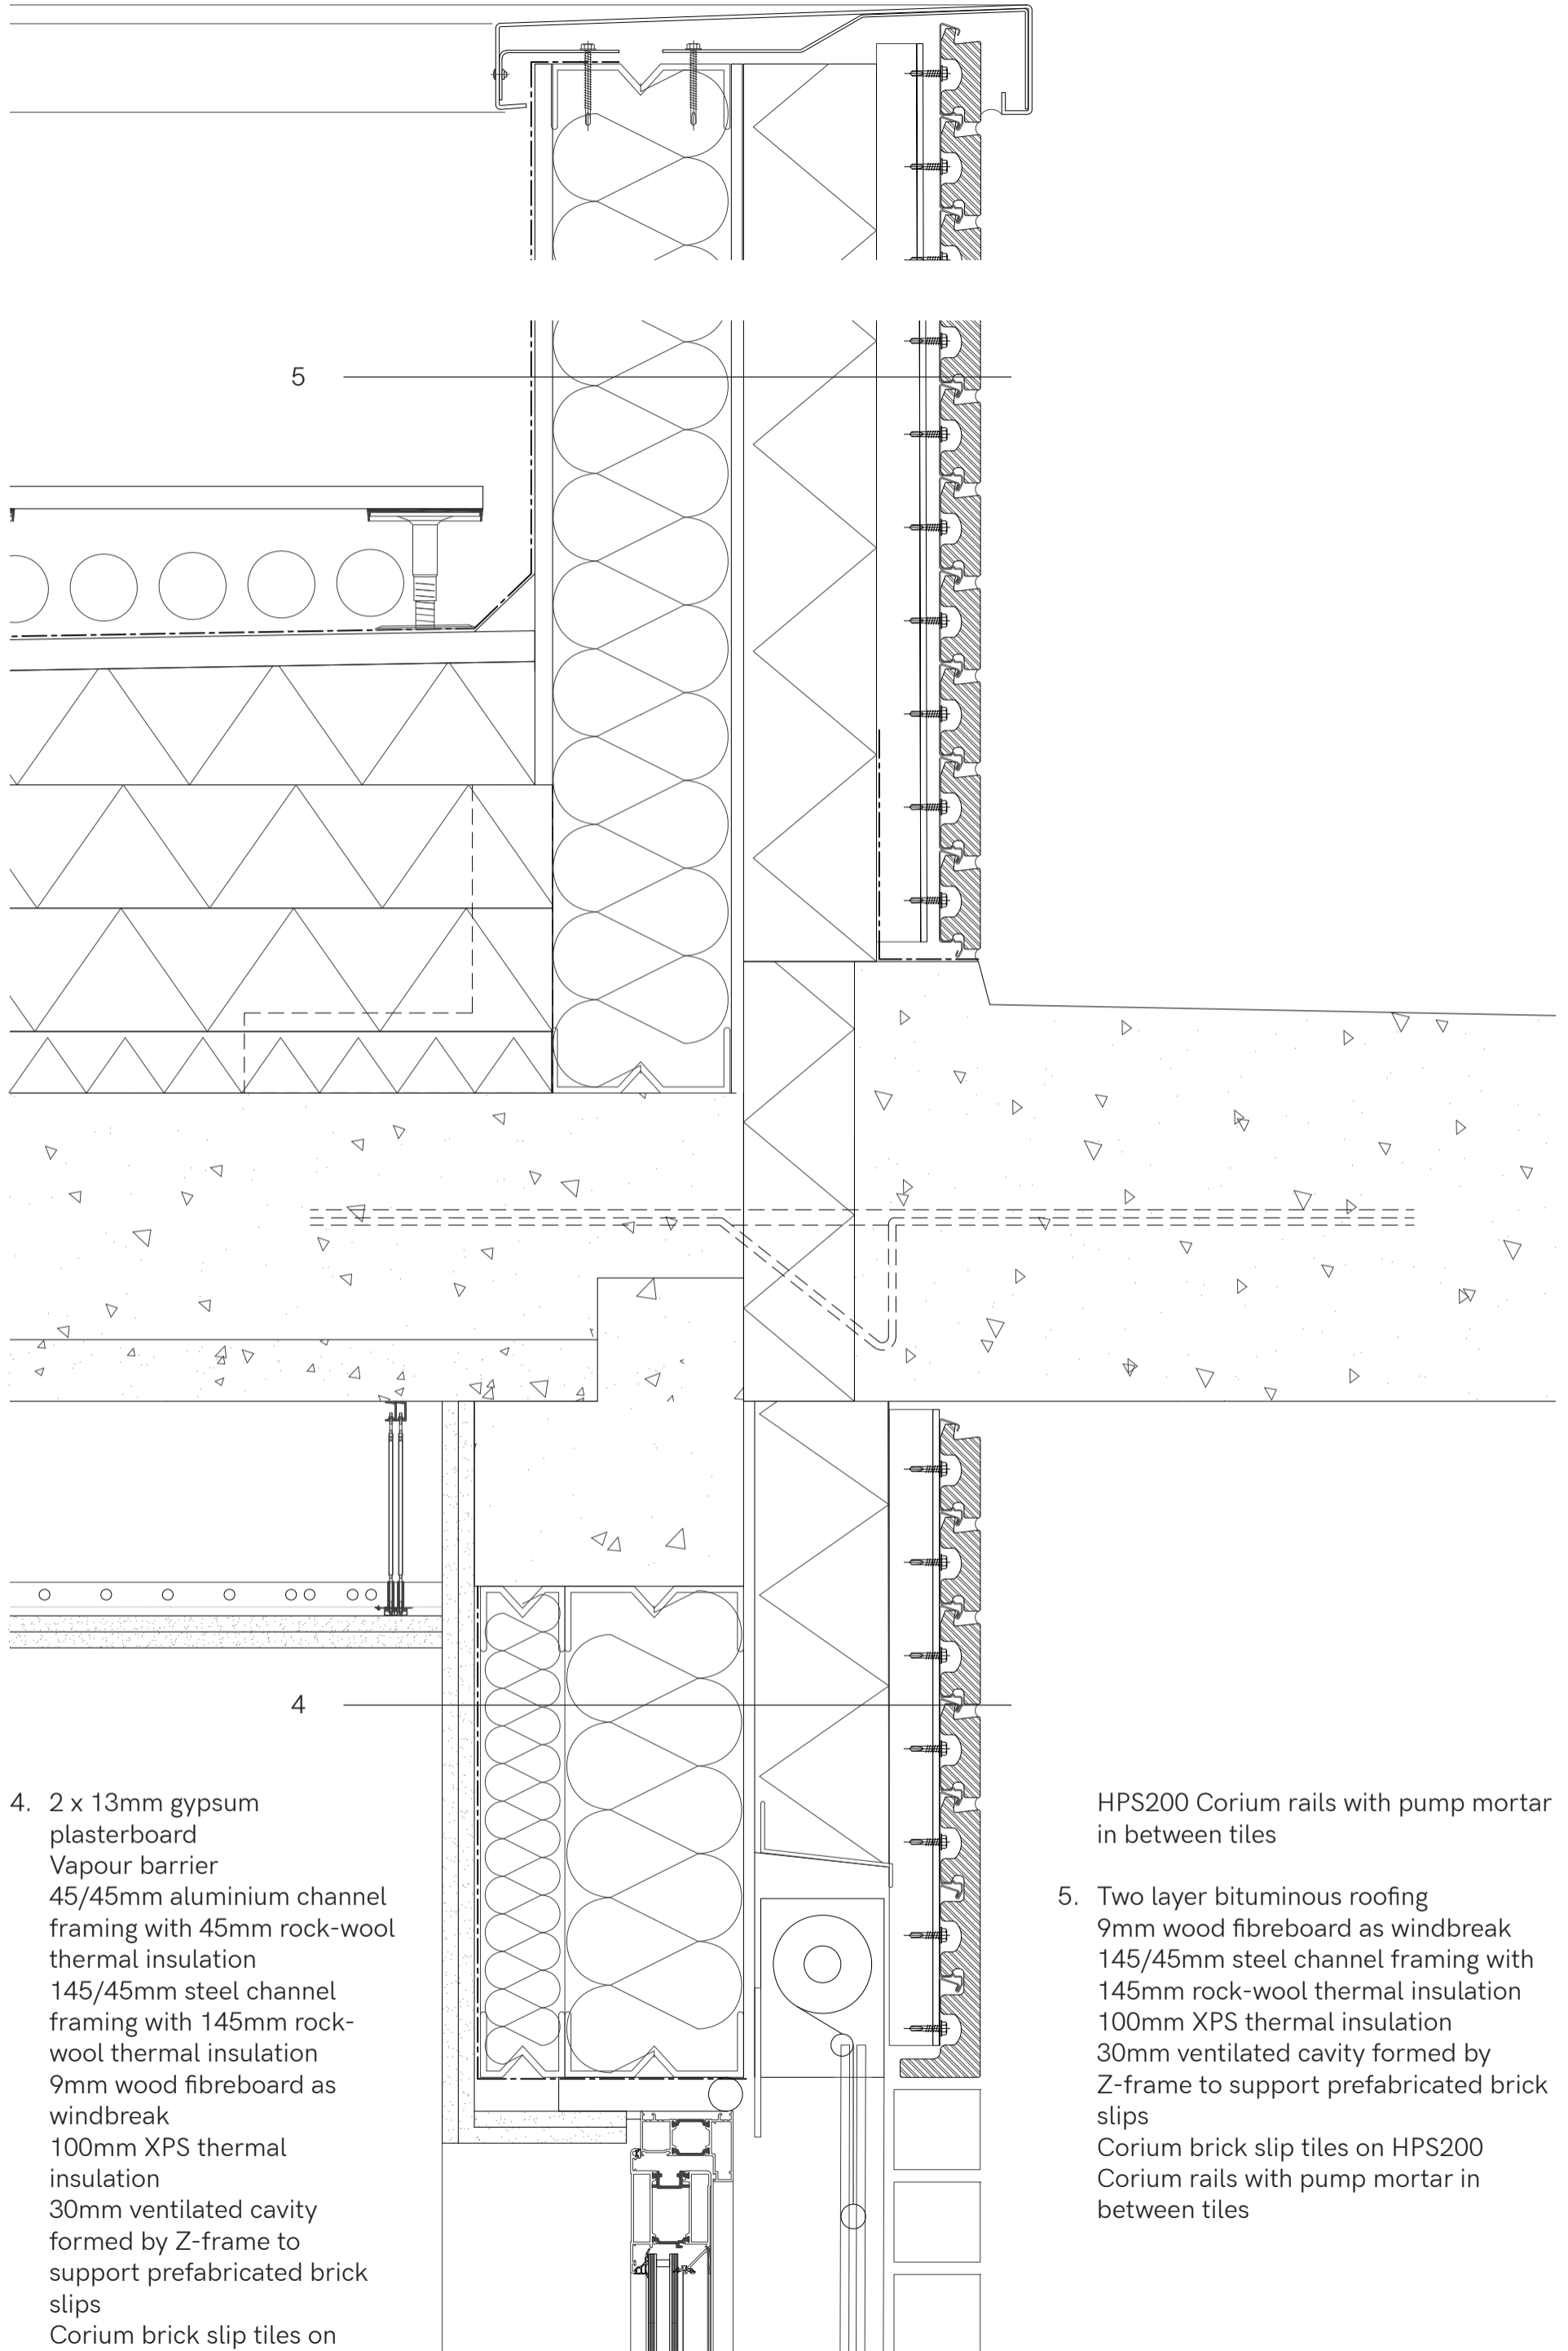 5
4
4. 2 x 13mm gypsum
plasterboard
Vapour barrier
45/45mm aluminium channel
framing with 45mm rock-wool
thermal insulation
145/45mm steel channel
framing with 145mm rock-
wool thermal insulation
9mm wood fibreboard as
windbreak
100mm XPS thermal
insulation
30mm ventilated cavity
formed by Z-frame to
support prefabricated brick
slips
Corium brick slip tiles on
HPS200 Corium rails with pump mortar
in between tiles
5. Two layer bituminous roofing
9mm wood fibreboard as windbreak
145/45mm steel channel framing with
145mm rock-wool thermal insulation
100mm XPS thermal insulation
30mm ventilated cavity formed by
Z-frame to support prefabricated brick
slips
Corium brick slip tiles on HPS200
Corium rails with pump mortar in
between tiles